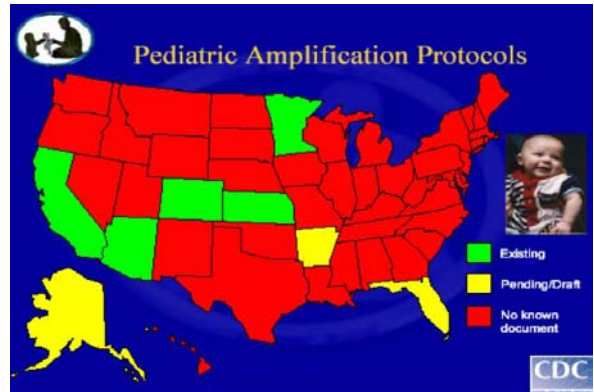 Pediatric Amplification Protocols
Existing
Pending/Draft
No known
document
CDC